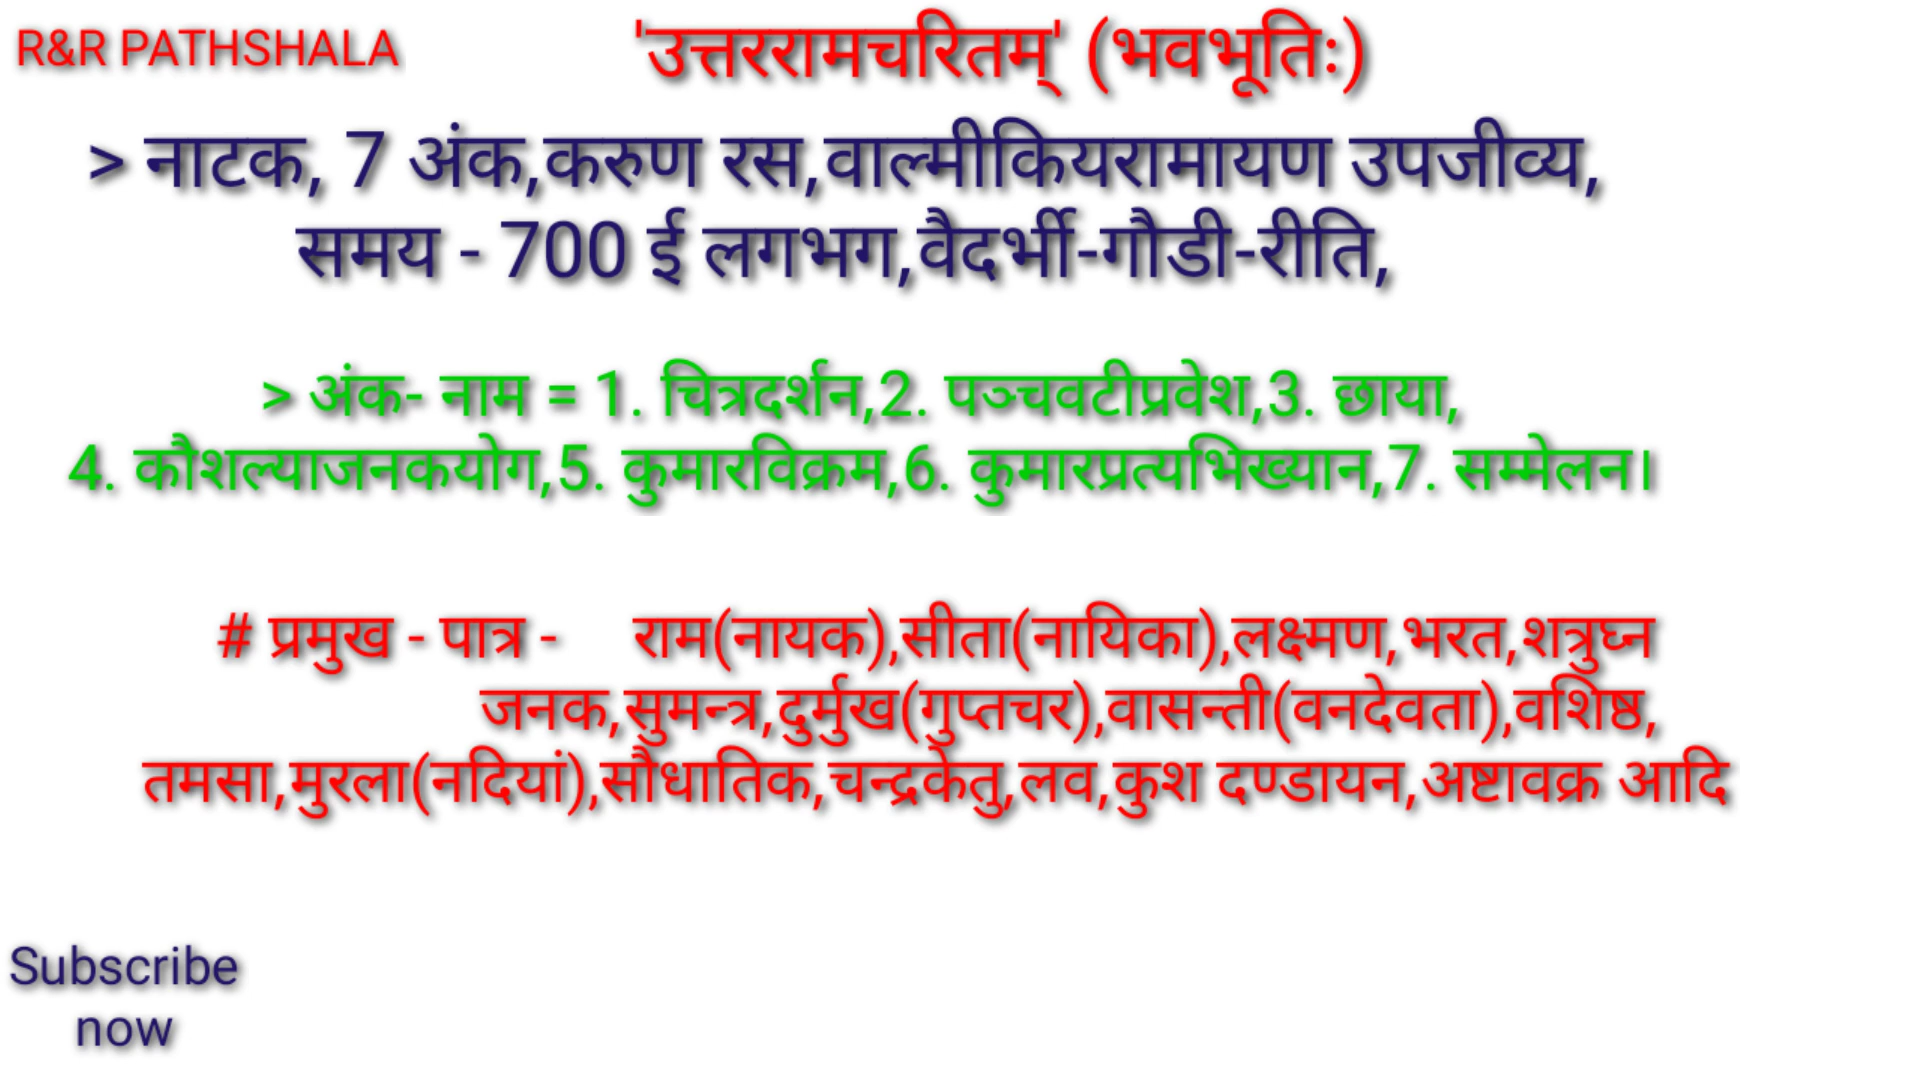 R&R PATHSHALA
'उत्तररामचरितम्' (भवभूतिः)
> नाटक, 7 अंक,करुण रस,वाल्मीकियरामायण उपजीव्य,
समय - 700 ई लगभग,वैदर्भी-गौडी-रीति,
> अंक- नाम = 1. चित्रदर्शन,2. पञ्चवटीप्रवेश,3. छाया,
4. कौशल्याजनकयोग,5. कुमारविक्रम,6. कुमारप्रत्यभिख्यान,7. सम्मेलन।
# प्रमुख - पात्र - राम(नायक),सीता(नायिका),लक्ष्मण,भरत,शत्रुघ्न
जनक,सुमन्त्र,दुर्मुख(गुप्तचर),वासन्ती(वनदेवता),वशिष्ठ,
तमसा,मुरला(नदियां),सौधातिक,चन्द्रकेतु,लव,कुश दण्डायन,अष्टावक्र आदि
Subscribe
now